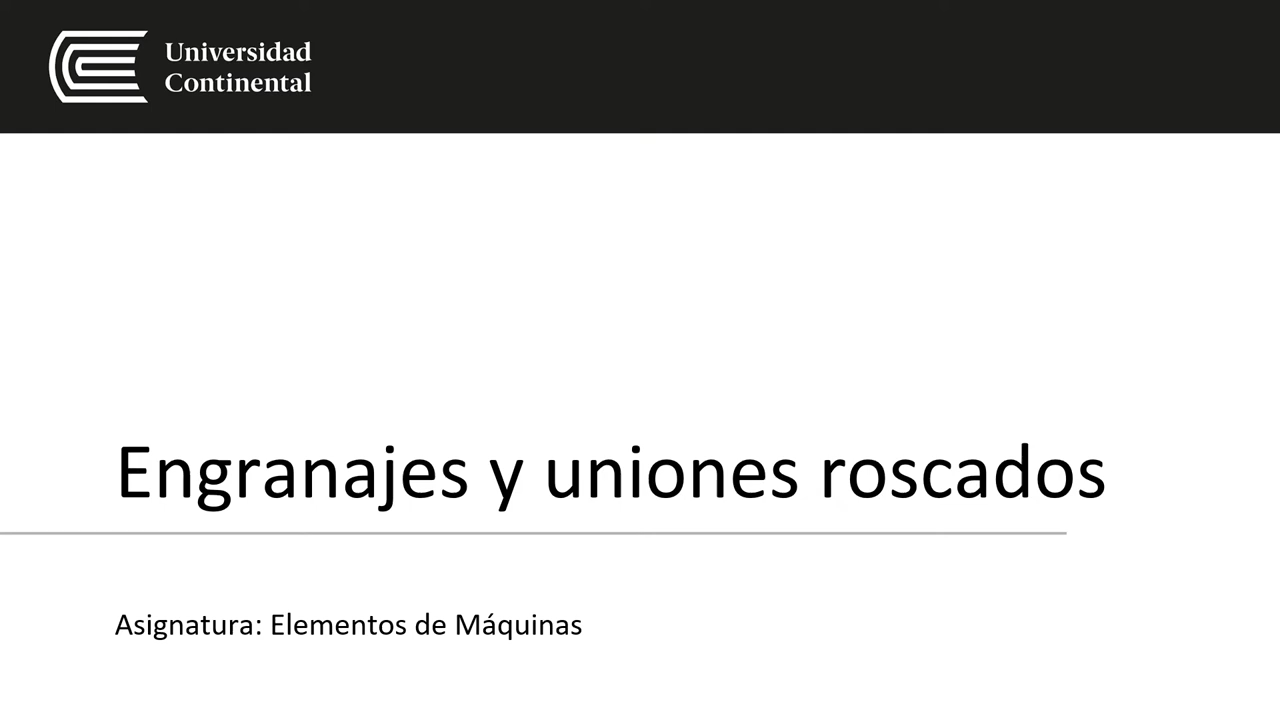 Universidad
Continental
Engranajes y uniones roscados
Asignatura: Elementos de Máquinas